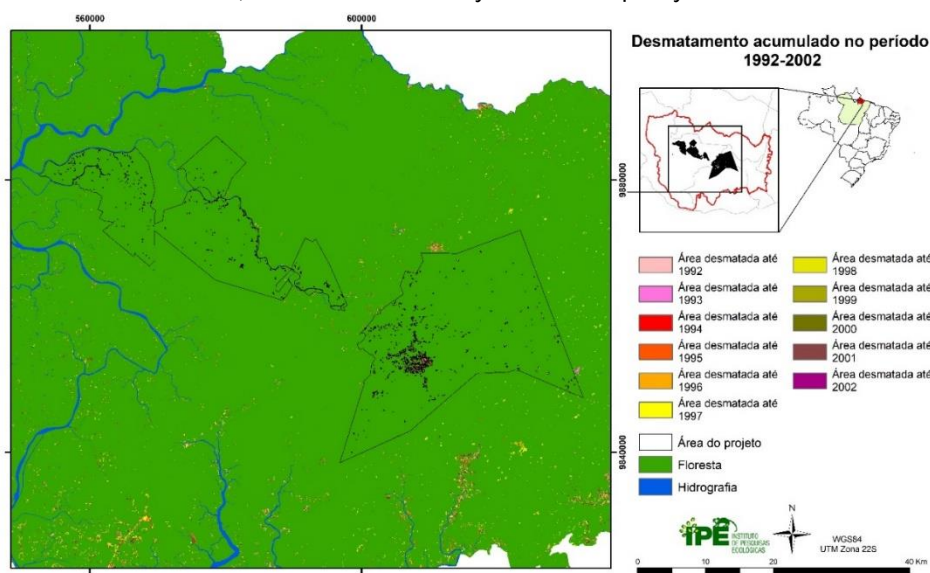 560000
600000
9880000
9840000
Desmatamento acumulado no período
1992-2002
Área desmatada até
1992
Área desmatada até
1993
Área desmatada até
1994
Área desmatada até
1995
Área desmatada até
1996
Área desmatada até
1997
Área desmatada até
1998
Área desmatada até
1999
Área desmatada até
2000
Área desmatada até
2001
Área desmatada até
2002
Área do projeto
Floresta
Hidrografia
IPÊ
INSTITUTO
DE PESQUISAS
ECOLÓGICAS
N
WGS84
UTM Zona 22S
0 10 20 40 Km